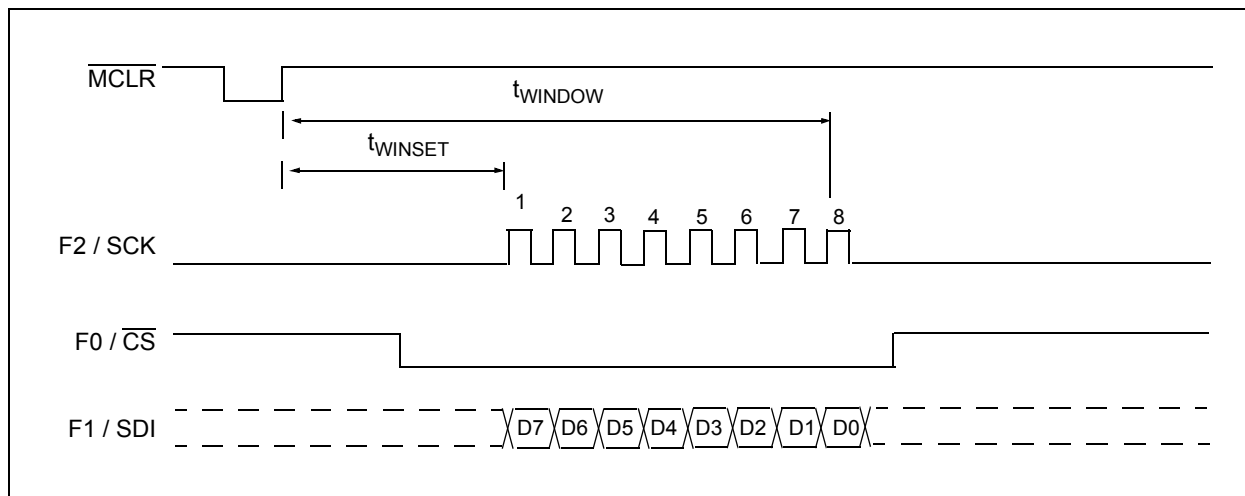 MCLR
tWINDOW
tWINSET
1 2 3 4 5 6 7 8
F2 / SCK
F0 / CS
F1 / SDI
D7 D6 D5 D4 D3 D2 D1 D0